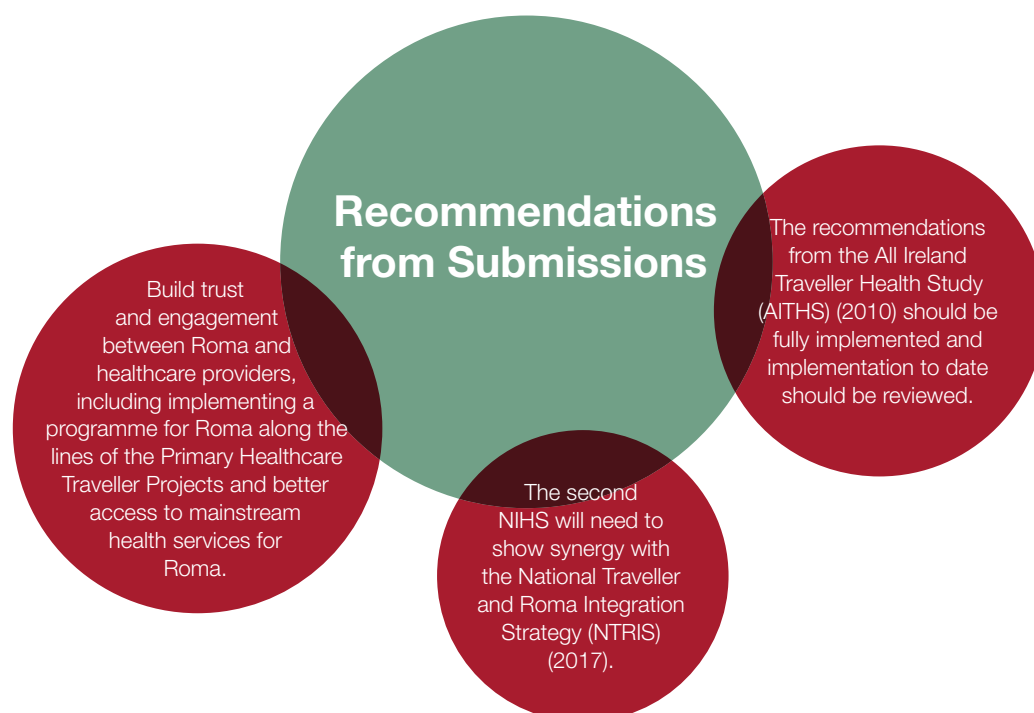 Recommendations
from Submissions
Build trust
and engagement
between Roma and
healthcare providers,
including implementing a
programme for Roma along the
lines of the Primary Healthcare
Traveller Projects and better
access to mainstream
health services for
Roma.
The second
NIHS will need to
show synergy with
the National Traveller
and Roma Integration
Strategy (NTRIS)
(2017).
The recommendations
from the All Ireland
Traveller Health Study
(AITHS) (2010) should be
fully implemented and
implementation to date
should be reviewed.